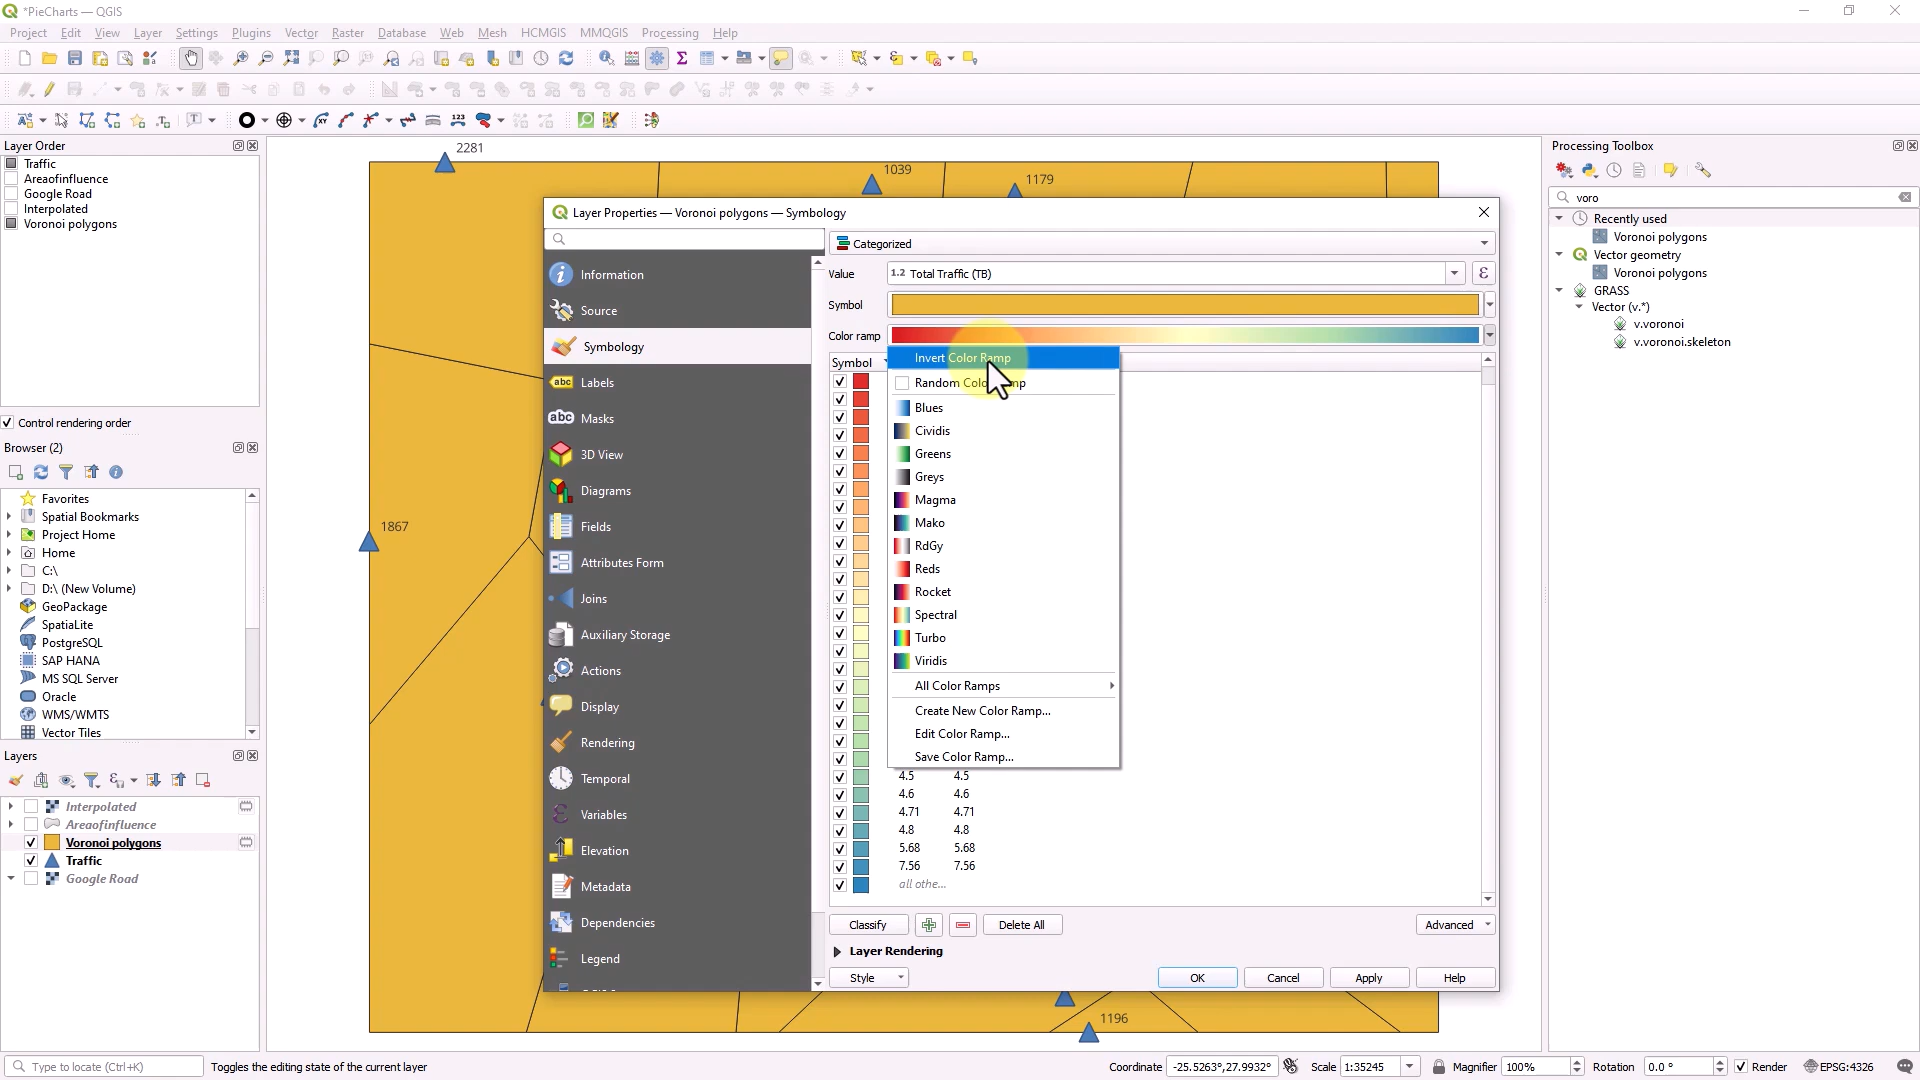 *PieCharts — QGIS
Project Edit View Layer Settings Plugins Vector Raster Database Web Mesh HCMGIS MMQGIS Processing Help
Layer Order
Traffic
Areaofinfluence
Google Road
Interpolated
Voronoi polygons
Control rendering order
Browser (2)
Favorites
Spatial Bookmarks
Project Home
Home
C:\
D:\ (New Volume)
GeoPackage
SpatiaLite
PostgreSQL
SAP HANA
MS SQL Server
Oracle
WMS/WMTS
Vector Tiles
Layers
Interpolated
Areaofinfluence
Voronoi polygons
Traffic
Google Road
2281
1039
1179
1867
1196
Layer Properties — Voronoi polygons — Symbology
Information
Source
Symbology
Labels
Masks
3D View
Diagrams
Fields
Attributes Form
Joins
Auxiliary Storage
Actions
Display
Rendering
Temporal
Variables
Elevation
Metadata
Dependencies
Legend
Categorized
Value 1.2 Total Traffic (TB)
Symbol
Color ramp
Symbol
Invert Color Ramp
Blues
Cividis
Greens
Greys
Magma
Mako
RdGy
Reds
Rocket
Spectral
Turbo
Viridis
All Color Ramps
Create New Color Ramp...
Edit Color Ramp...
Save Color Ramp...
4.5 4.5
4.6 4.6
4.71 4.71
4.8 4.8
5.68 5.68
7.56 7.56
all othe...
Classify Delete All Advanced
Layer Rendering
Style OK Cancel Apply Help
Processing Toolbox
voro
Recently used
Voronoi polygons
Vector geometry
Voronoi polygons
GRASS
Vector (v.*)
v.voronoi
v.voronoi.skeleton
Type to locate (Ctrl+K) Toggles the editing state of the current layer Coordinate -25.5263°,27.9932° Scale 1:35245 Magnifier 100% Rotation 0.0 ° Render EPSG:4326